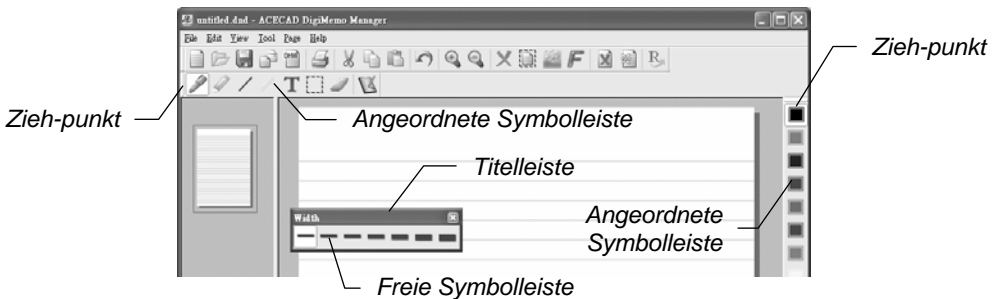 untitled.dnd - ACECAD DigiMemo Manager
File Edit View Tool Page Help
Zieh-punkt
T
F
Zieh-punkt
Angeordnete Symbolleiste
Titelleiste
Width
Angeordnete
Symbolleiste
Freie Symbolleiste